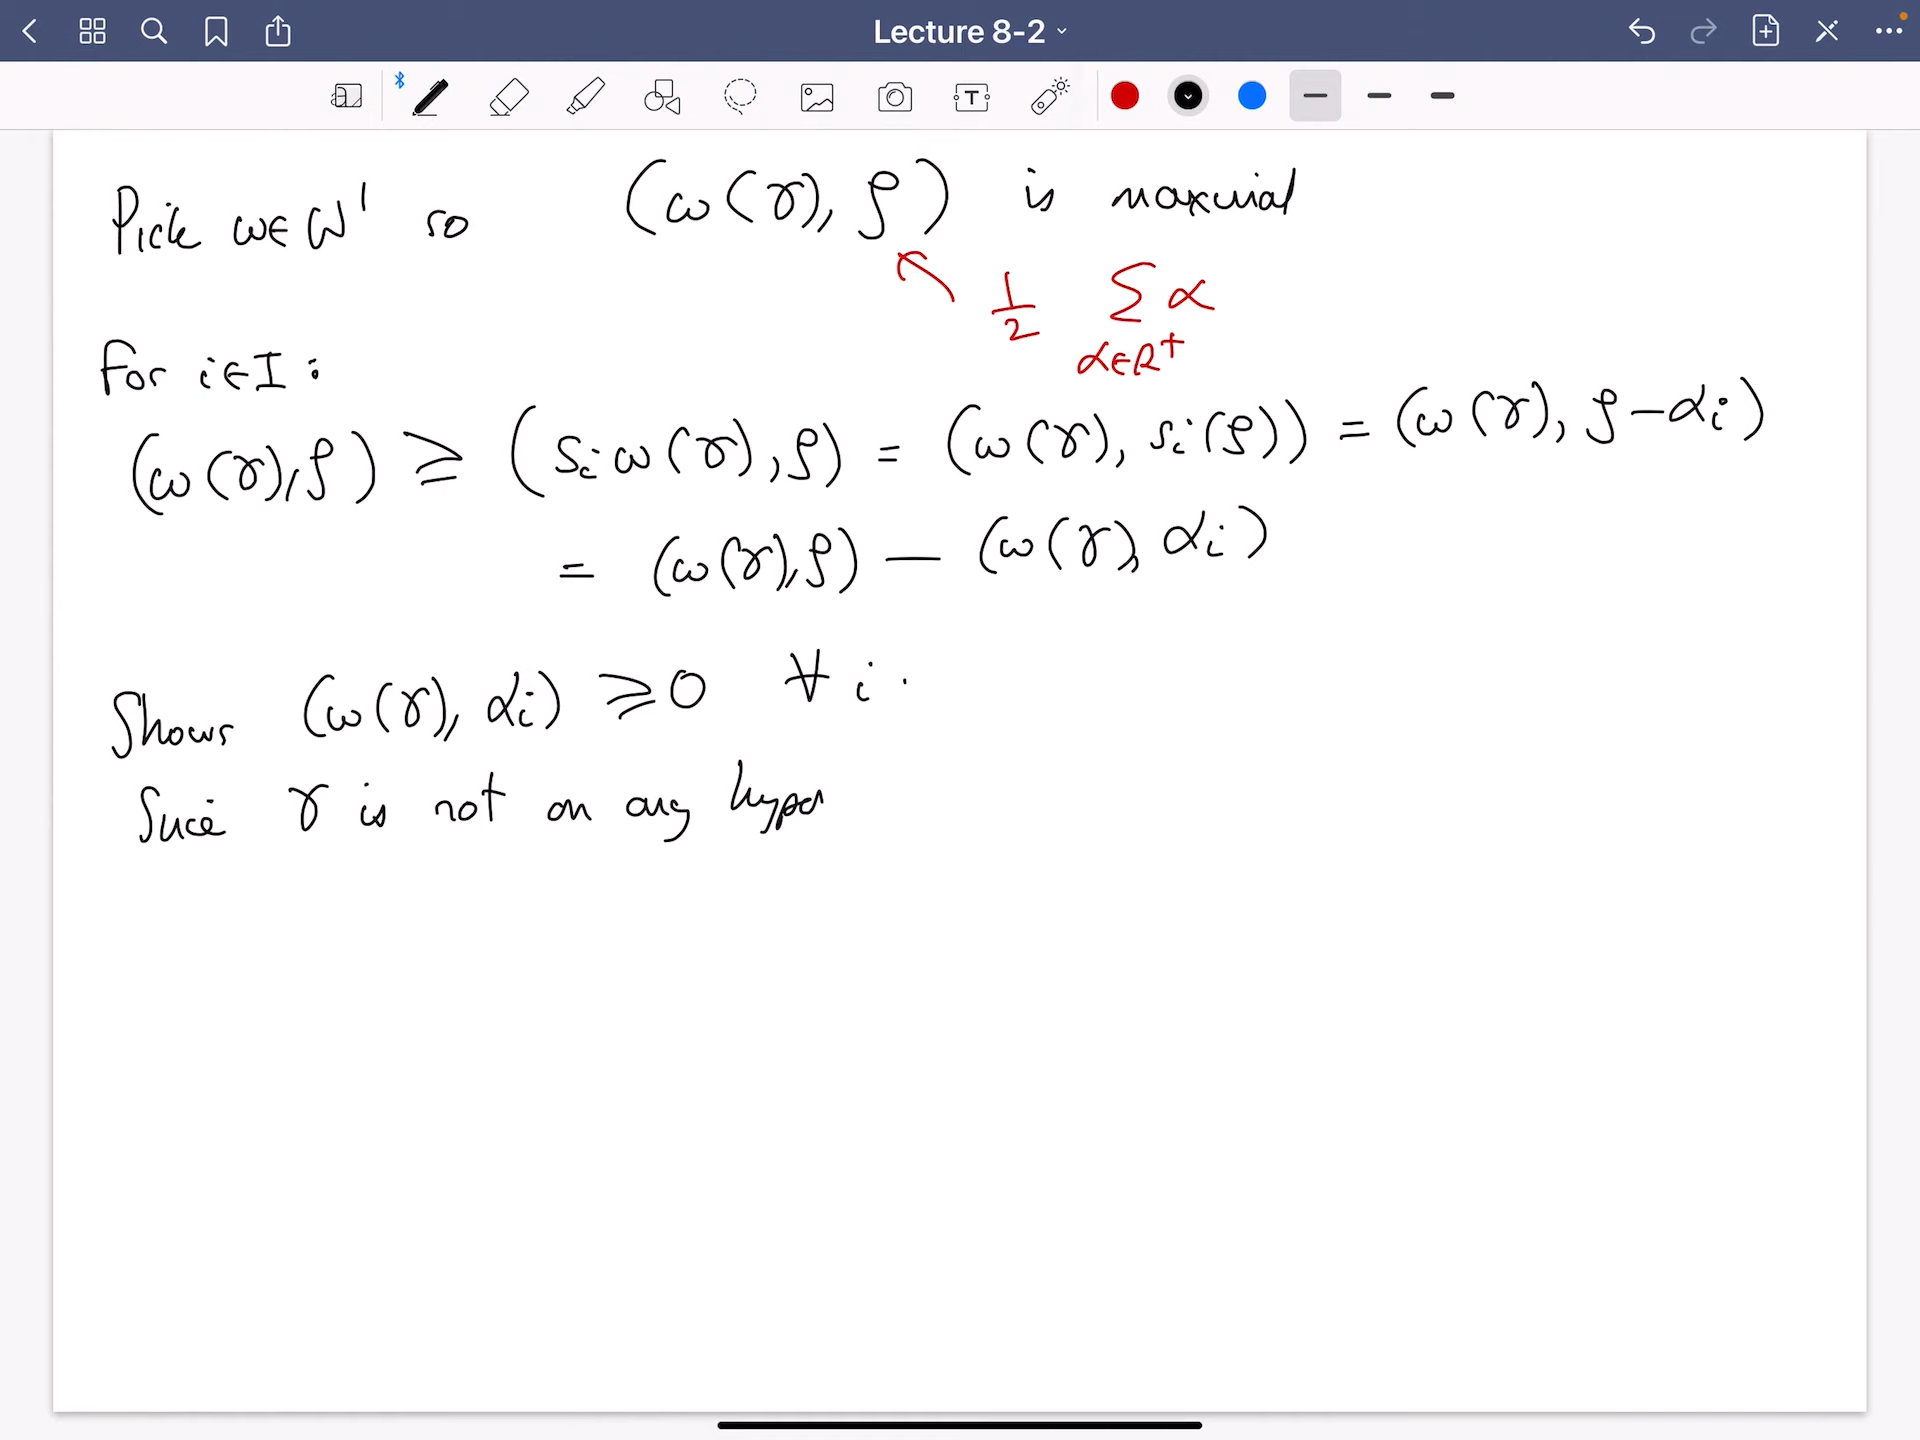 Lecture 8-2
Pick ω∈W' so (ω(γ), ρ) is maximal
1/2 Σ α
α∈R⁺
For i∈I :
(ω(γ), ρ) ⩾ (sᵢω(γ), ρ) = (ω(γ), sᵢ(ρ)) = (ω(γ), ρ-αᵢ)
= (ω(γ), ρ) — (ω(γ), αᵢ)
Shows (ω(γ), αᵢ) ⩾0 ∀ i .
Since γ is not on any hyper